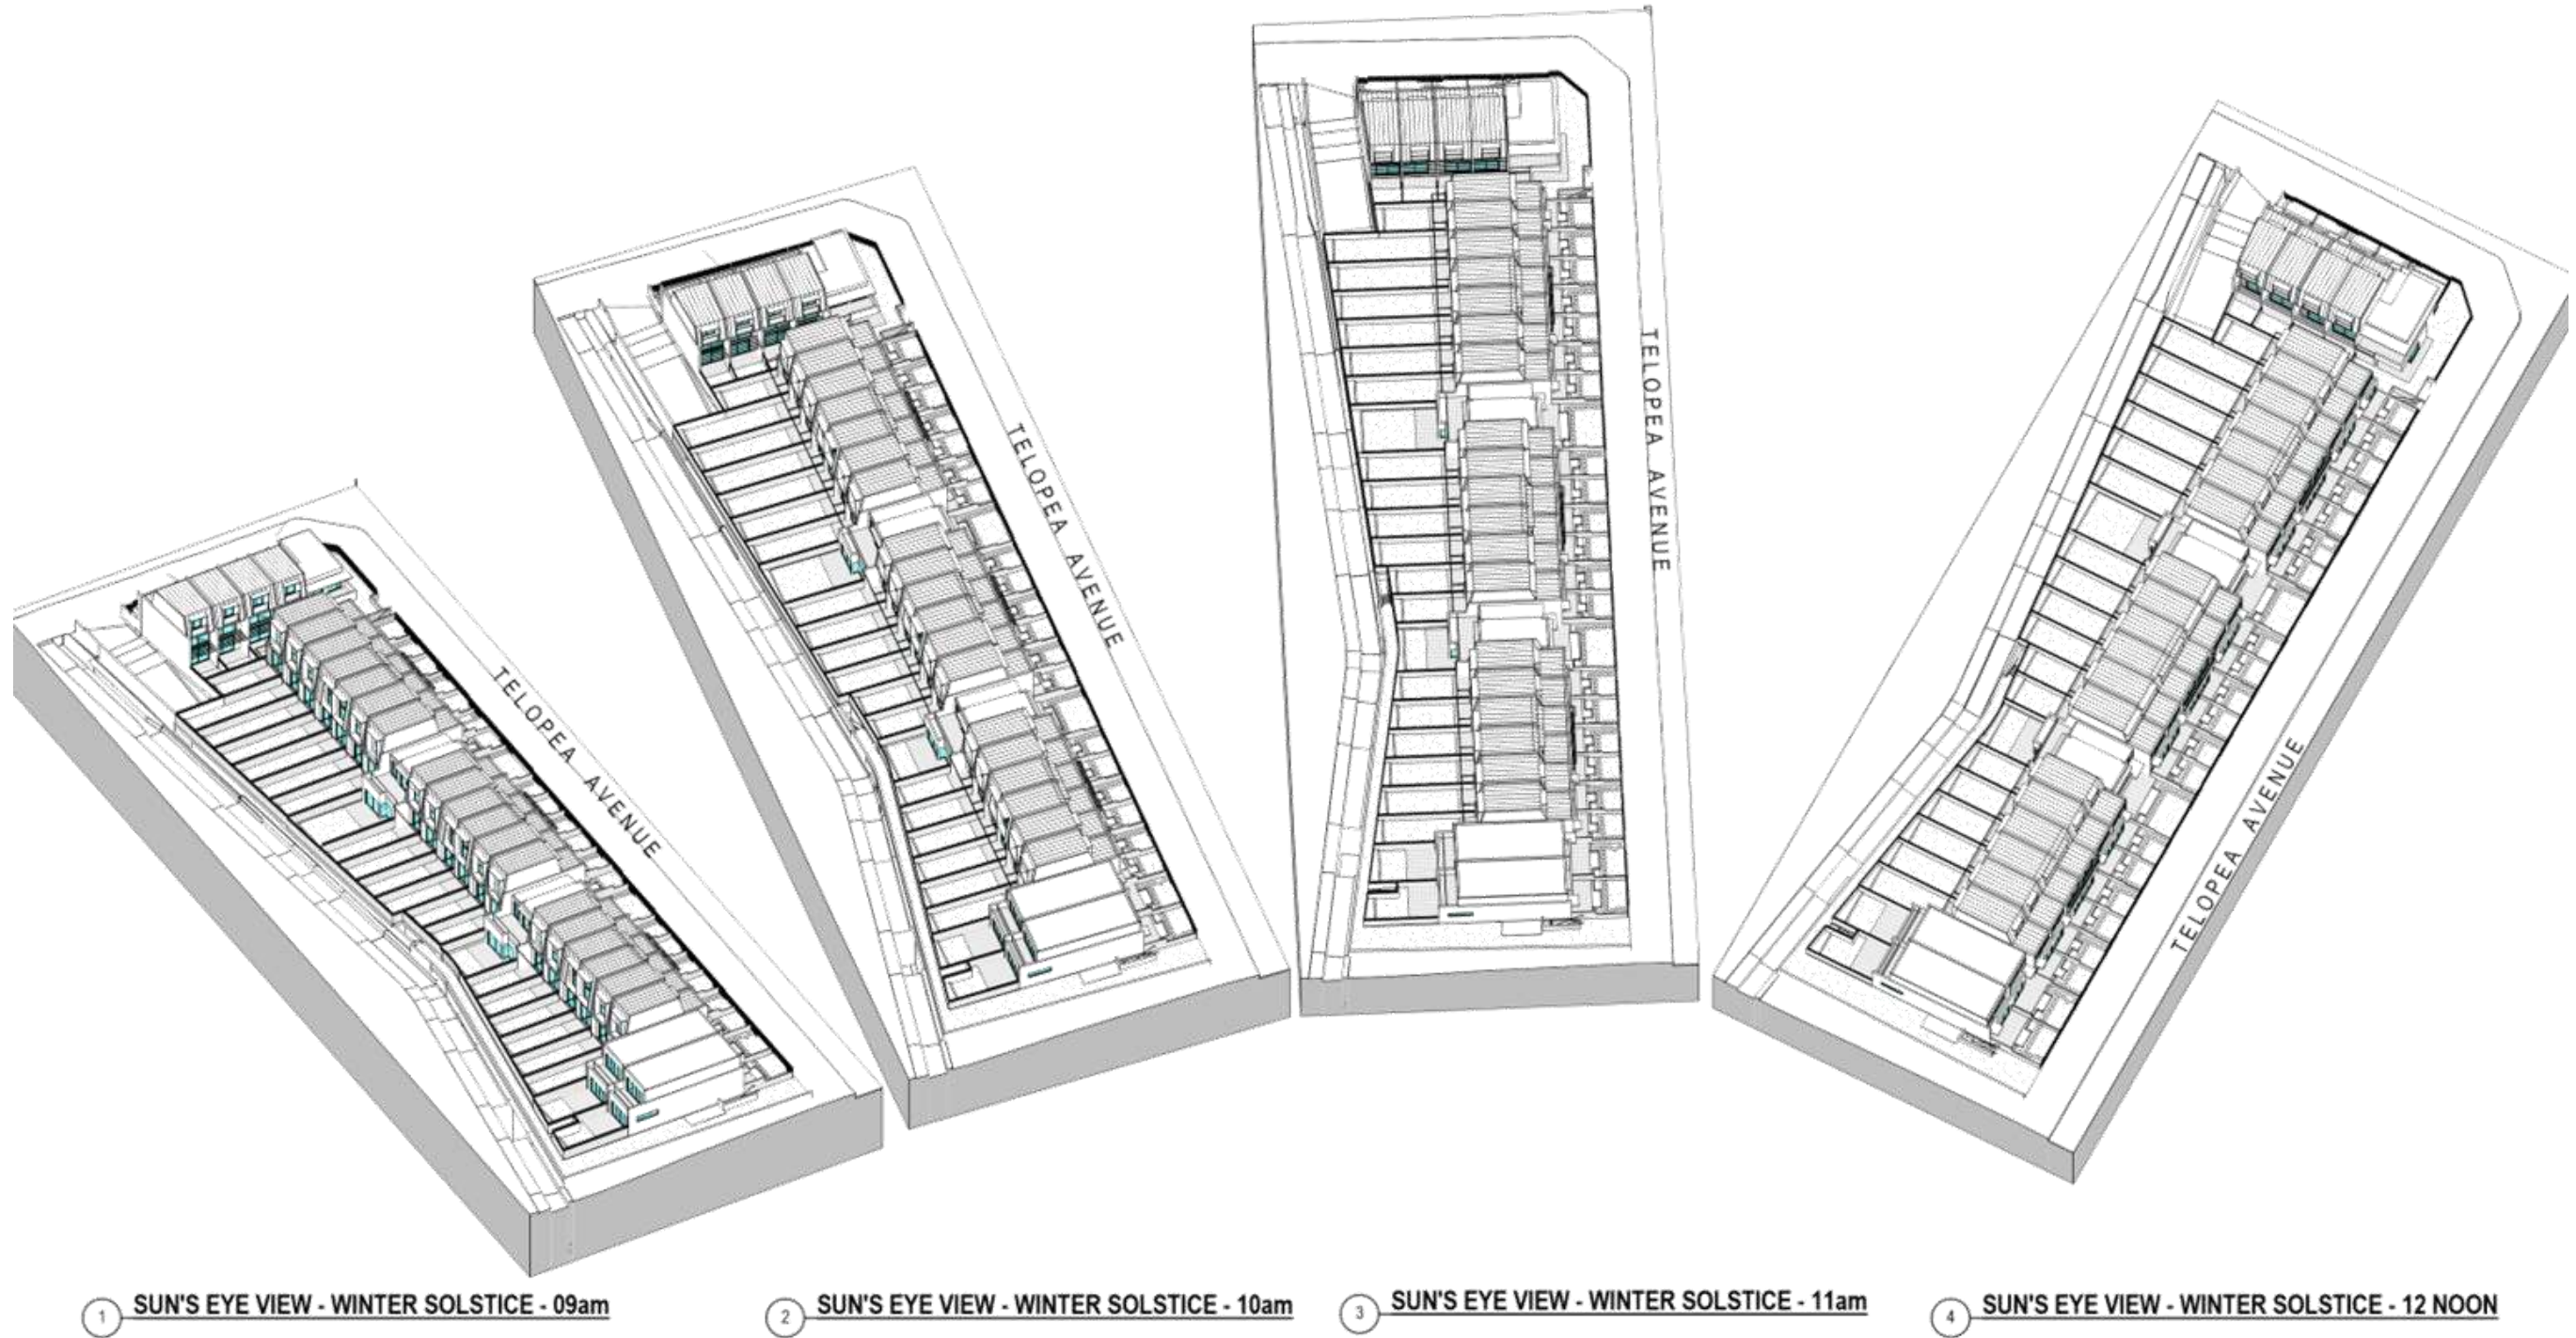 TELOPEA AVENUE
TELOPEA AVENUE
TELOPEA AVENUE
TELOPEA AVENUE
1 SUN'S EYE VIEW - WINTER SOLSTICE - 09am
2 SUN'S EYE VIEW - WINTER SOLSTICE - 10am
3 SUN'S EYE VIEW - WINTER SOLSTICE - 11am
4 SUN'S EYE VIEW - WINTER SOLSTICE - 12 NOON